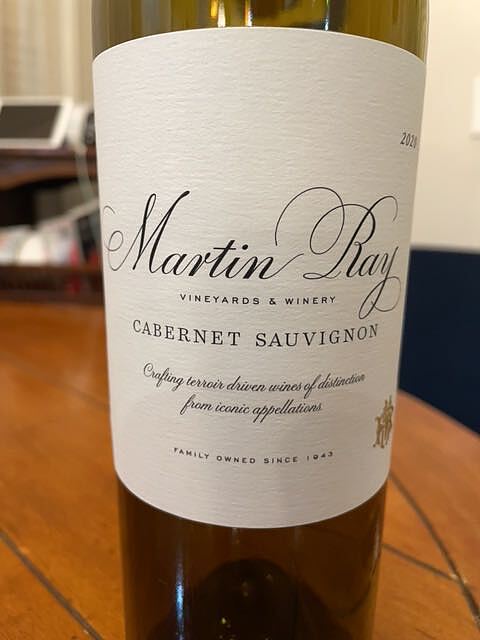 2020
Martin Ray
VINEYARDS & WINERY
CABERNET SAUVIGNON
Crafting terroir driven wines of distinction
from iconic appellations.
FAMILY OWNED SINCE 1943